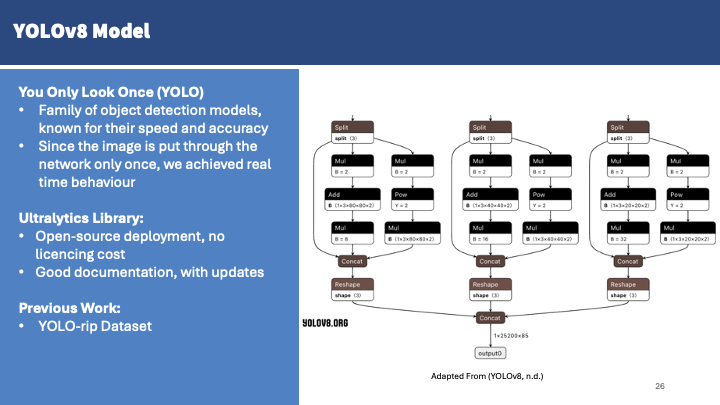 YOLOv8 Model
You Only Look Once (YOLO)
• Family of object detection models,
known for their speed and accuracy
• Since the image is put through the
network only once, we achieved real
time behaviour
Ultralytics Library:
• Open-source deployment, no
licencing cost
• Good documentation, with updates
Previous Work:
• YOLO-rip Dataset
Split
split ⟨3⟩
Mul
B = 2
Mul
B = 2
Add
B ⟨1×3×80×80×2⟩
Pow
Y = 2
Mul
B = 8
Mul
B ⟨1×3×80×80×2⟩
Concat
Reshape
shape ⟨3⟩
Split
split ⟨3⟩
Mul
B = 2
Mul
B = 2
Add
B ⟨1×3×40×40×2⟩
Pow
Y = 2
Mul
B = 16
Mul
B ⟨1×3×40×40×2⟩
Concat
Reshape
shape ⟨3⟩
Split
split ⟨3⟩
Mul
B = 2
Mul
B = 2
Add
B ⟨1×3×20×20×2⟩
Pow
Y = 2
Mul
B = 32
Mul
B ⟨1×3×20×20×2⟩
Concat
Reshape
shape ⟨3⟩
Concat
1×25200×85
output0
YOLOV8.ORG
Adapted From (YOLOv8, n.d.)
26